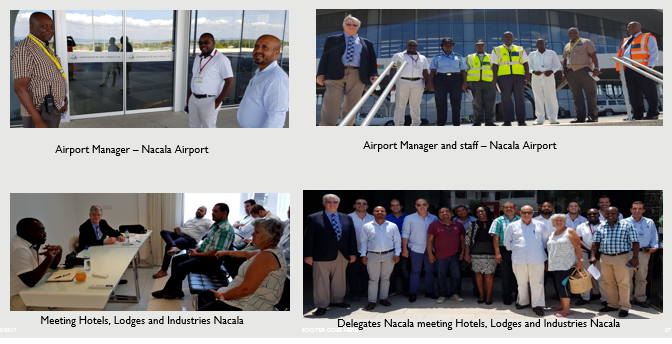 Airport Manager – Nacala Airport
Airport Manager and staff – Nacala Airport
Meeting Hotels, Lodges and Industries Nacala
Delegates Nacala meeting Hotels, Lodges and Industries Nacala